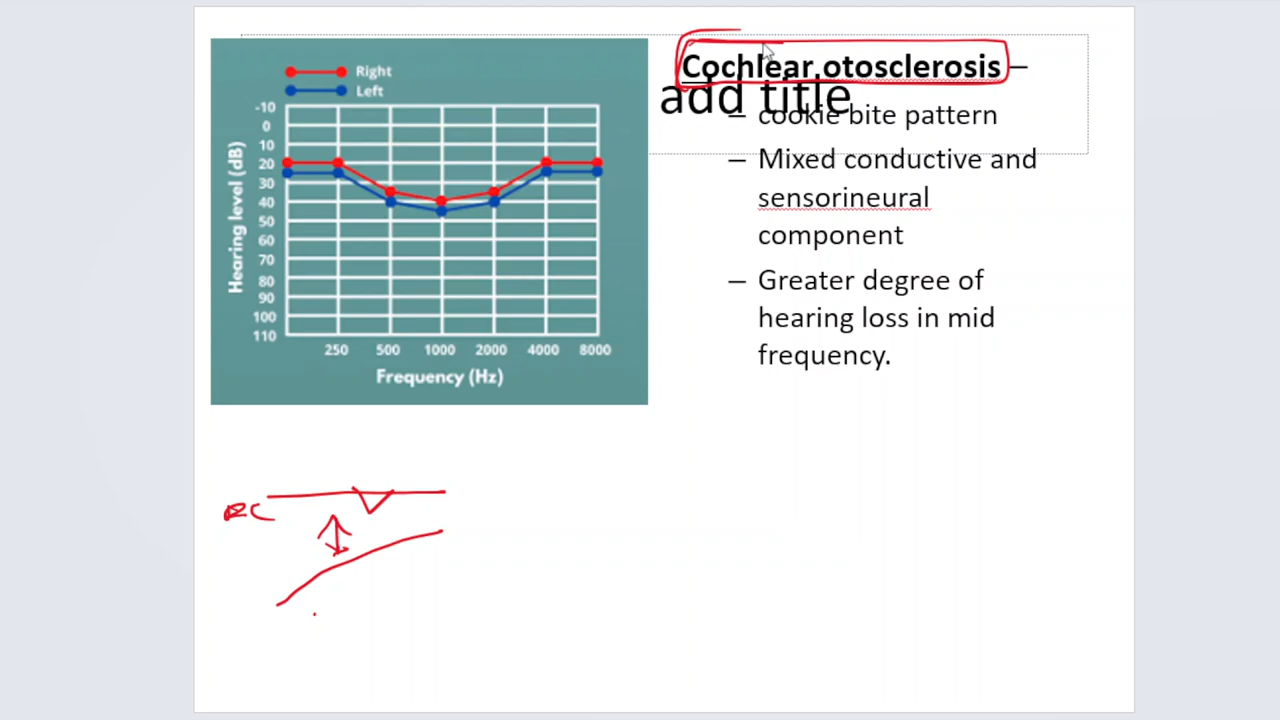 Right
Left
-10
0
10
20
30
40
50
60
70
80
90
100
110
Hearing level (dB)
250 500 1000 2000 4000 8000
Frequency (Hz)
Cochlear otosclerosis –
add title
– cookie bite pattern
– Mixed conductive and
sensorineural
component
– Greater degree of
hearing loss in mid
frequency.